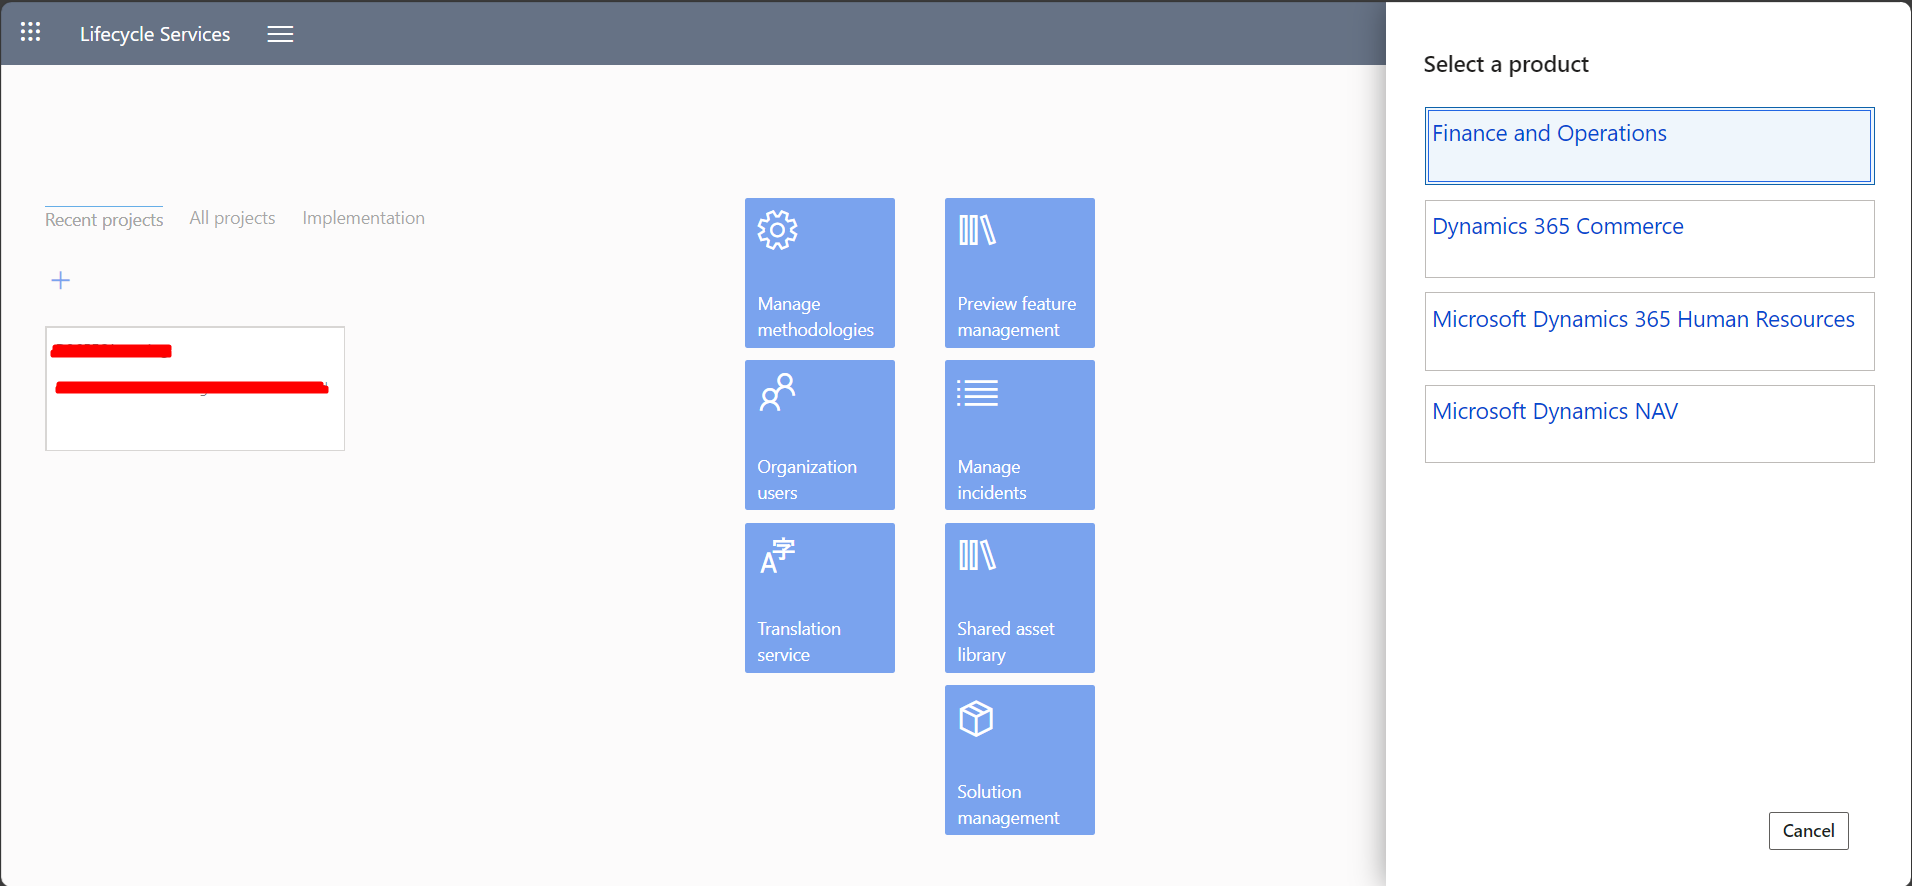 Lifecycle Services
Recent projects
All projects
Implementation
Manage
methodologies
Preview feature
management
Organization
users
Manage
incidents
A字
Translation
service
Shared asset
library
Solution
management
Select a product
Finance and Operations
Dynamics 365 Commerce
Microsoft Dynamics 365 Human Resources
Microsoft Dynamics NAV
Cancel